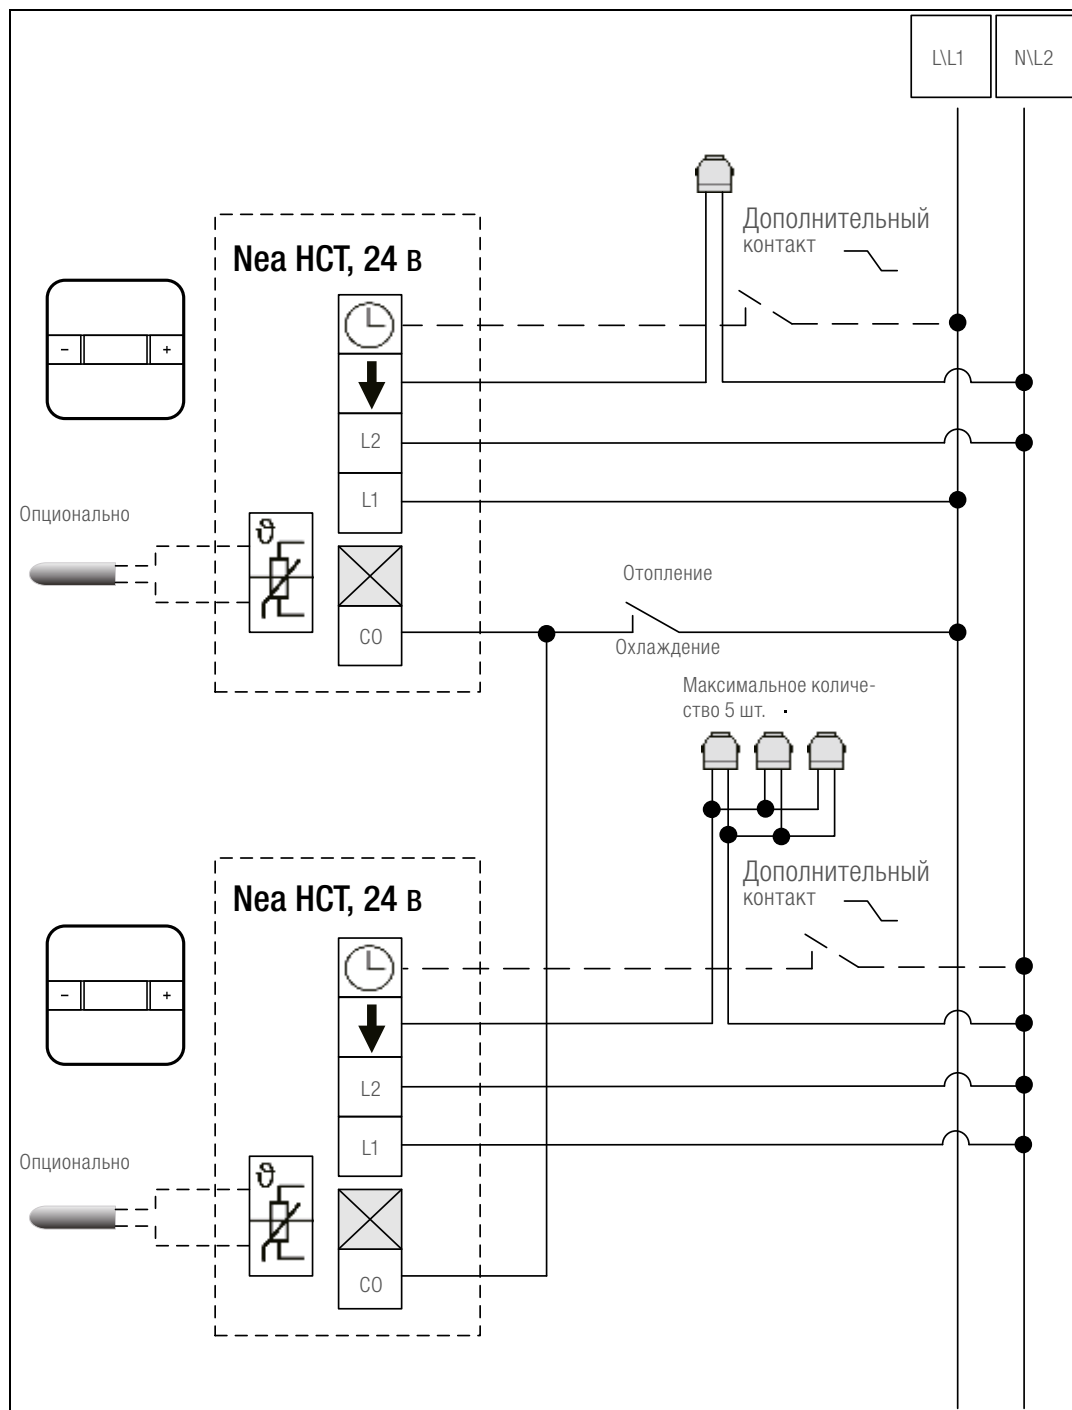 L\L1
N\L2
Дополнительный
контакт
Nea HCT, 24 В
- +
L2
L1
Опционально
ϑ
Отопление
CO
Охлаждение
Максимальное количе-
ство 5 шт.
Дополнительный
контакт
Nea HCT, 24 В
- +
L2
L1
Опционально
ϑ
CO